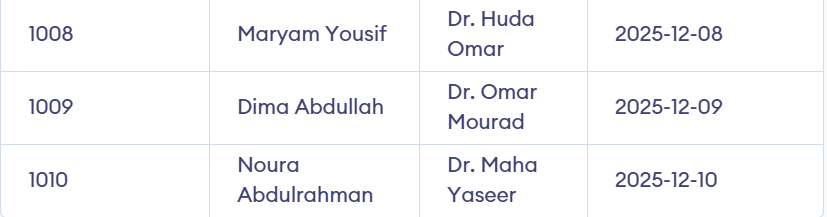 1008 Maryam Yousif Dr. Huda
Omar 2025-12-08
1009 Dima Abdullah Dr. Omar
Mourad 2025-12-09
1010 Noura
Abdulrahman Dr. Maha
Yaseer 2025-12-10